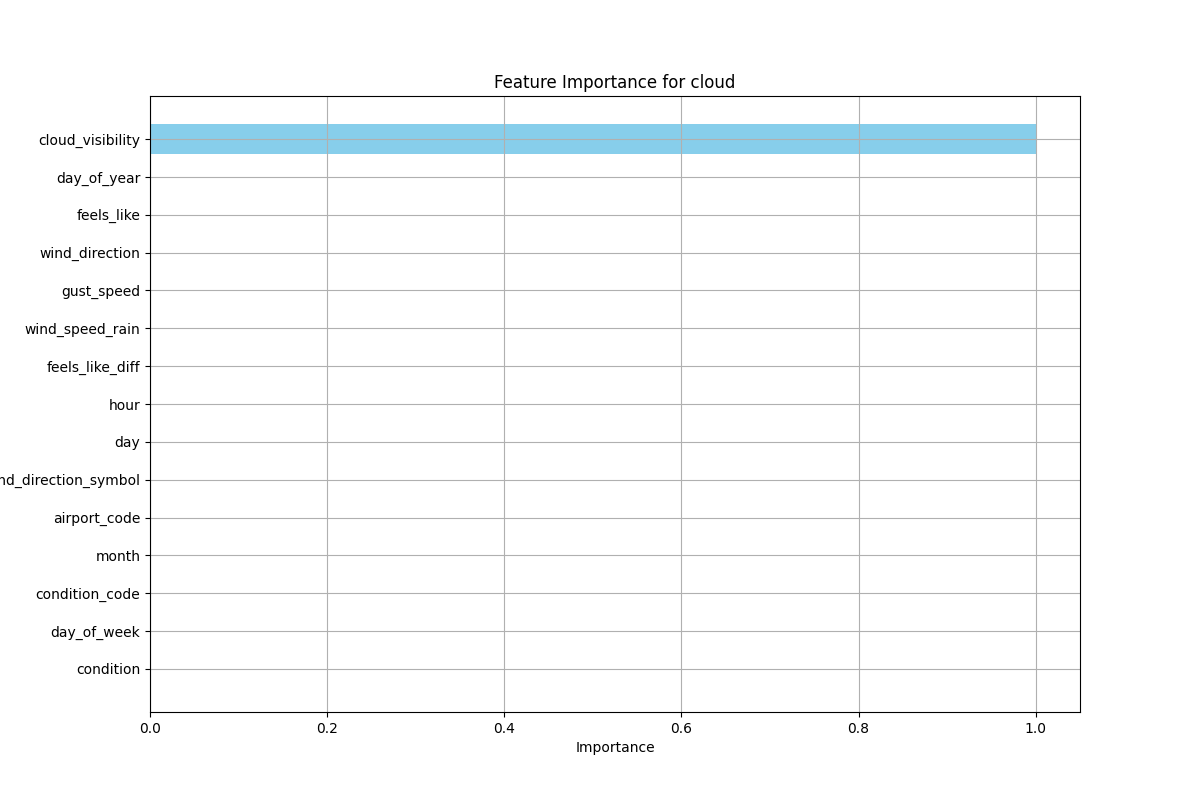 Feature Importance for cloud
cloud_visibility
day_of_year
feels_like
wind_direction
gust_speed
wind_speed_rain
feels_like_diff
hour
day
nd_direction_symbol
airport_code
month
condition_code
day_of_week
condition
0.0 0.2 0.4 0.6 0.8 1.0
Importance